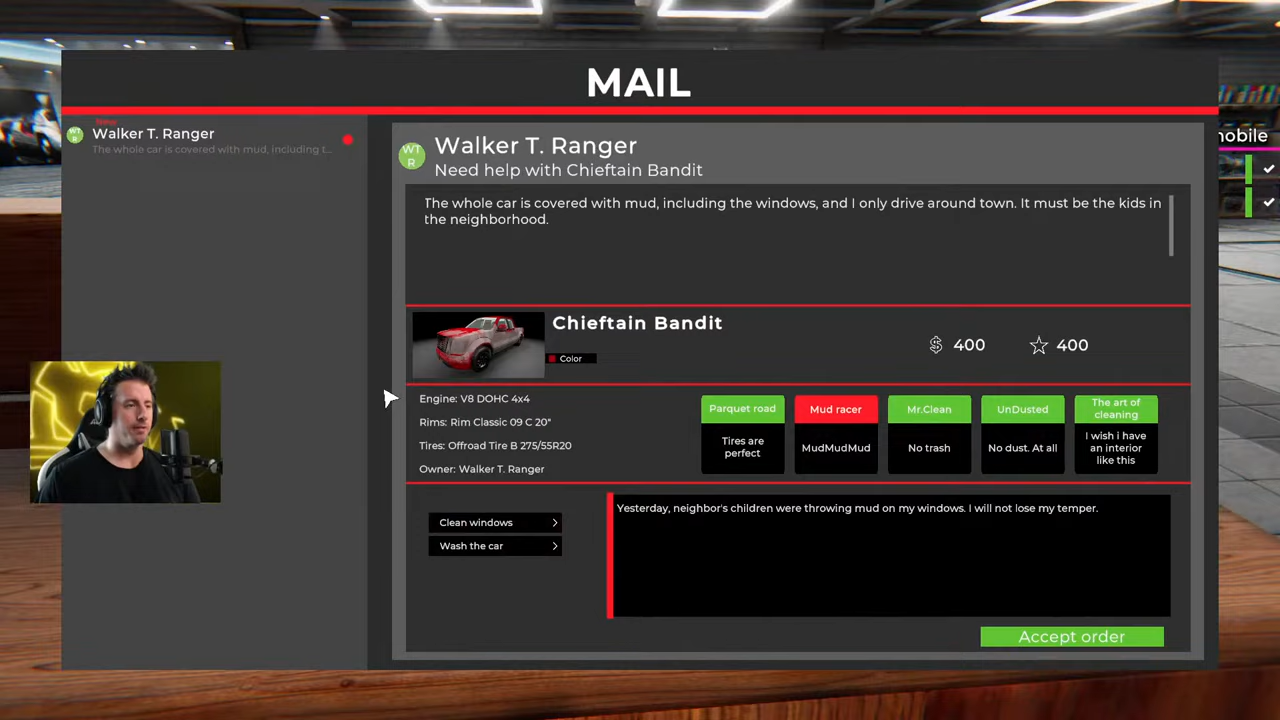 MAIL
New
WT
R
Walker T. Ranger
The whole car is covered with mud, including t...
WT
R
Walker T. Ranger
Need help with Chieftain Bandit
The whole car is covered with mud, including the windows, and I only drive around town. It must be the kids in
the neighborhood.
Chieftain Bandit
Color
400
400
Engine: V8 DOHC 4x4
Rims: Rim Classic 09 C 20"
Tires: Offroad Tire B 275/55R20
Owner: Walker T. Ranger
Parquet road
Tires are
perfect
Mud racer
MudMudMud
Mr.Clean
No trash
UnDusted
No dust. At all
The art of
cleaning
I wish i have
an interior
like this
Clean windows
Wash the car
Yesterday, neighbor's children were throwing mud on my windows. I will not lose my temper.
Accept order
mobile